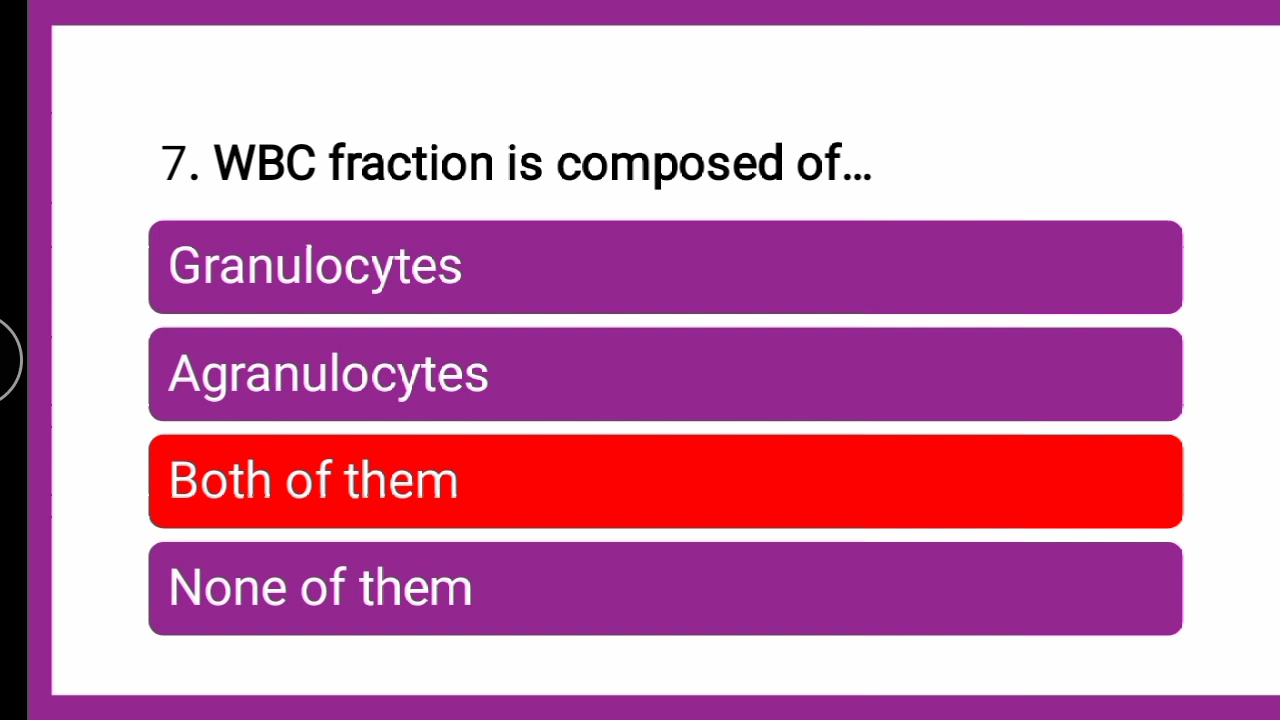 7. WBC fraction is composed of...
Granulocytes
Agranulocytes
Both of them
None of them